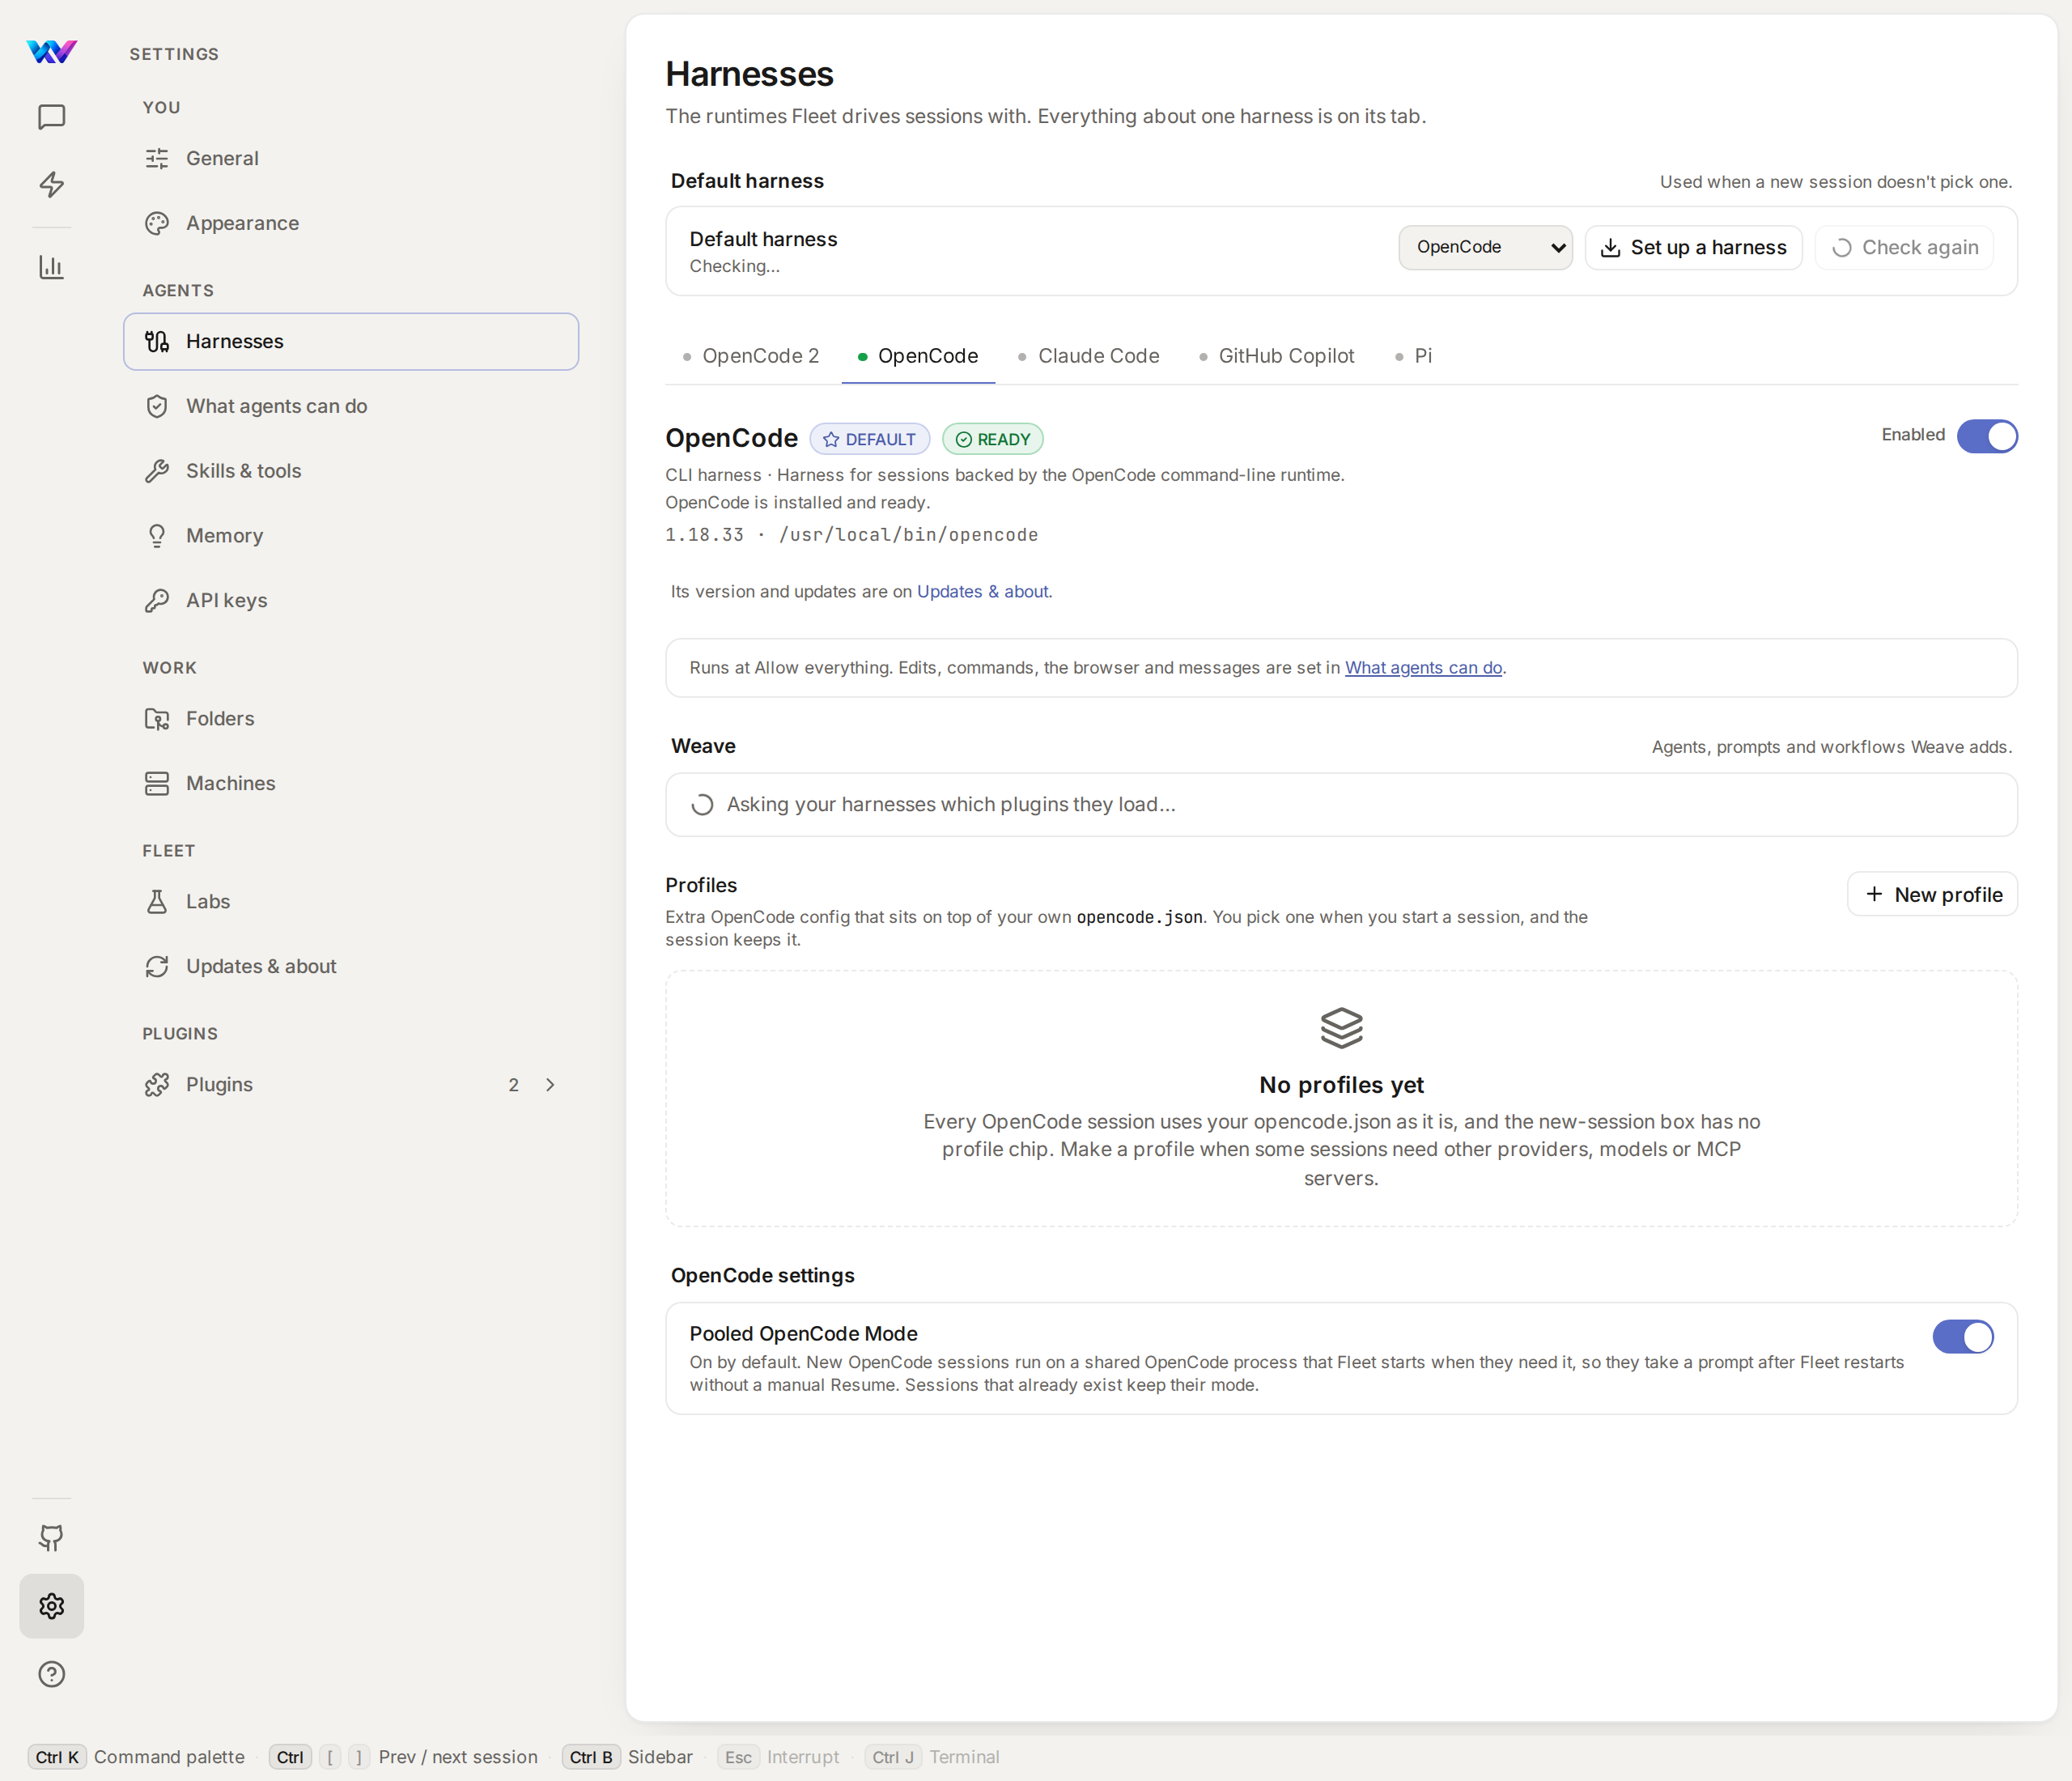 SETTINGS
YOU
General
Appearance
AGENTS
Harnesses
What agents can do
Skills & tools
Memory
API keys
WORK
Folders
Machines
FLEET
Labs
Updates & about
PLUGINS
Plugins 2
Harnesses
The runtimes Fleet drives sessions with. Everything about one harness is on its tab.
Default harness
Used when a new session doesn't pick one.
Default harness
Checking...
OpenCode
Set up a harness
Check again
OpenCode 2
OpenCode
Claude Code
GitHub Copilot
Pi
OpenCode DEFAULT READY
Enabled
CLI harness · Harness for sessions backed by the OpenCode command-line runtime.
OpenCode is installed and ready.
1.18.33 · /usr/local/bin/opencode
Its version and updates are on Updates & about.
Runs at Allow everything. Edits, commands, the browser and messages are set in What agents can do.
Weave
Agents, prompts and workflows Weave adds.
Asking your harnesses which plugins they load...
Profiles
New profile
Extra OpenCode config that sits on top of your own opencode.json. You pick one when you start a session, and the
session keeps it.
No profiles yet
Every OpenCode session uses your opencode.json as it is, and the new-session box has no
profile chip. Make a profile when some sessions need other providers, models or MCP
servers.
OpenCode settings
Pooled OpenCode Mode
On by default. New OpenCode sessions run on a shared OpenCode process that Fleet starts when they need it, so they take a prompt after Fleet restarts
without a manual Resume. Sessions that already exist keep their mode.
Ctrl K Command palette · Ctrl [ ] Prev / next session · Ctrl B Sidebar · Esc Interrupt · Ctrl J Terminal